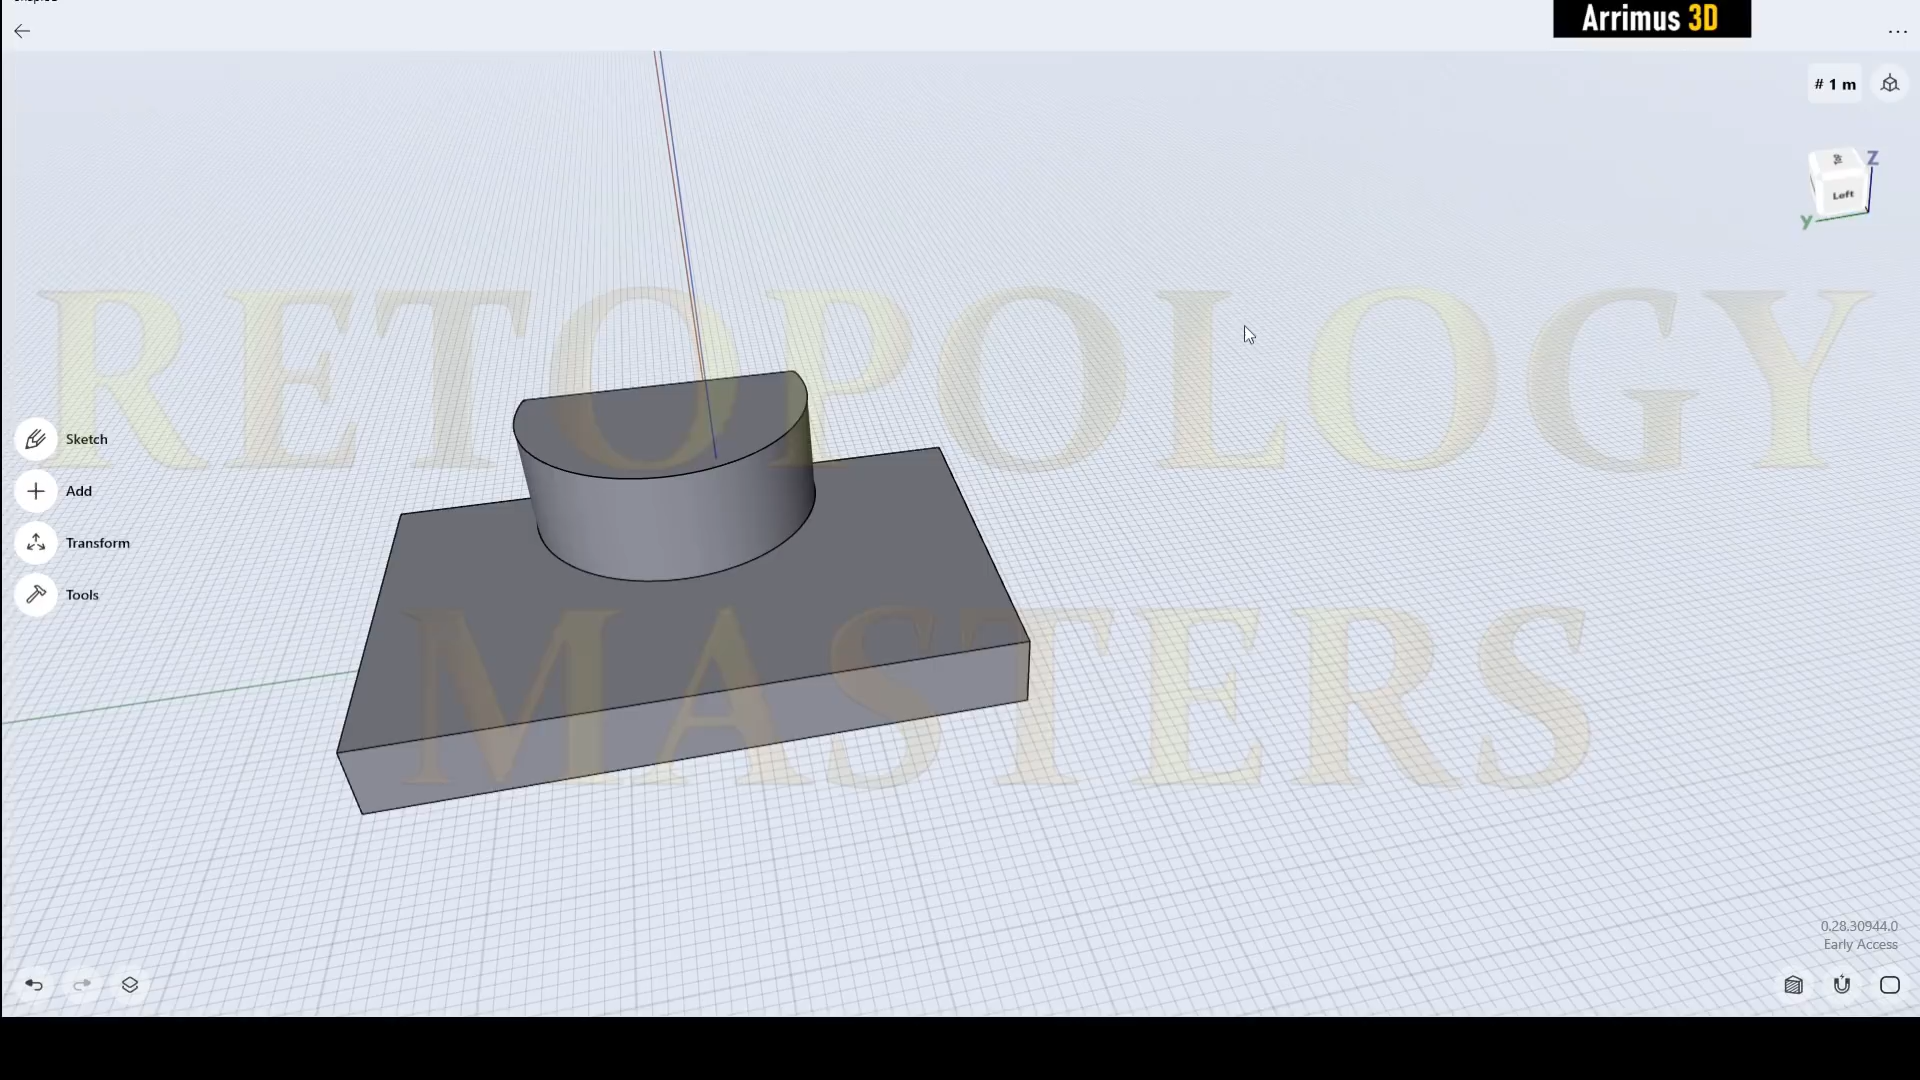 Arrimus 3D
# 1 m
Z
Left
Y
RETOPOLOGY
MASTERS
Sketch
Add
Transform
Tools
0.28.30944.0
Early Access